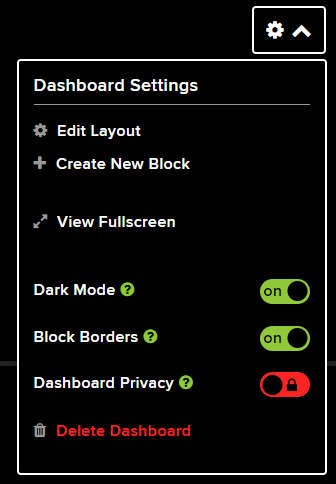 Dashboard Settings
Edit Layout
Create New Block
View Fullscreen
Dark Mode ?
on
Block Borders ?
on
Dashboard Privacy ?
Delete Dashboard